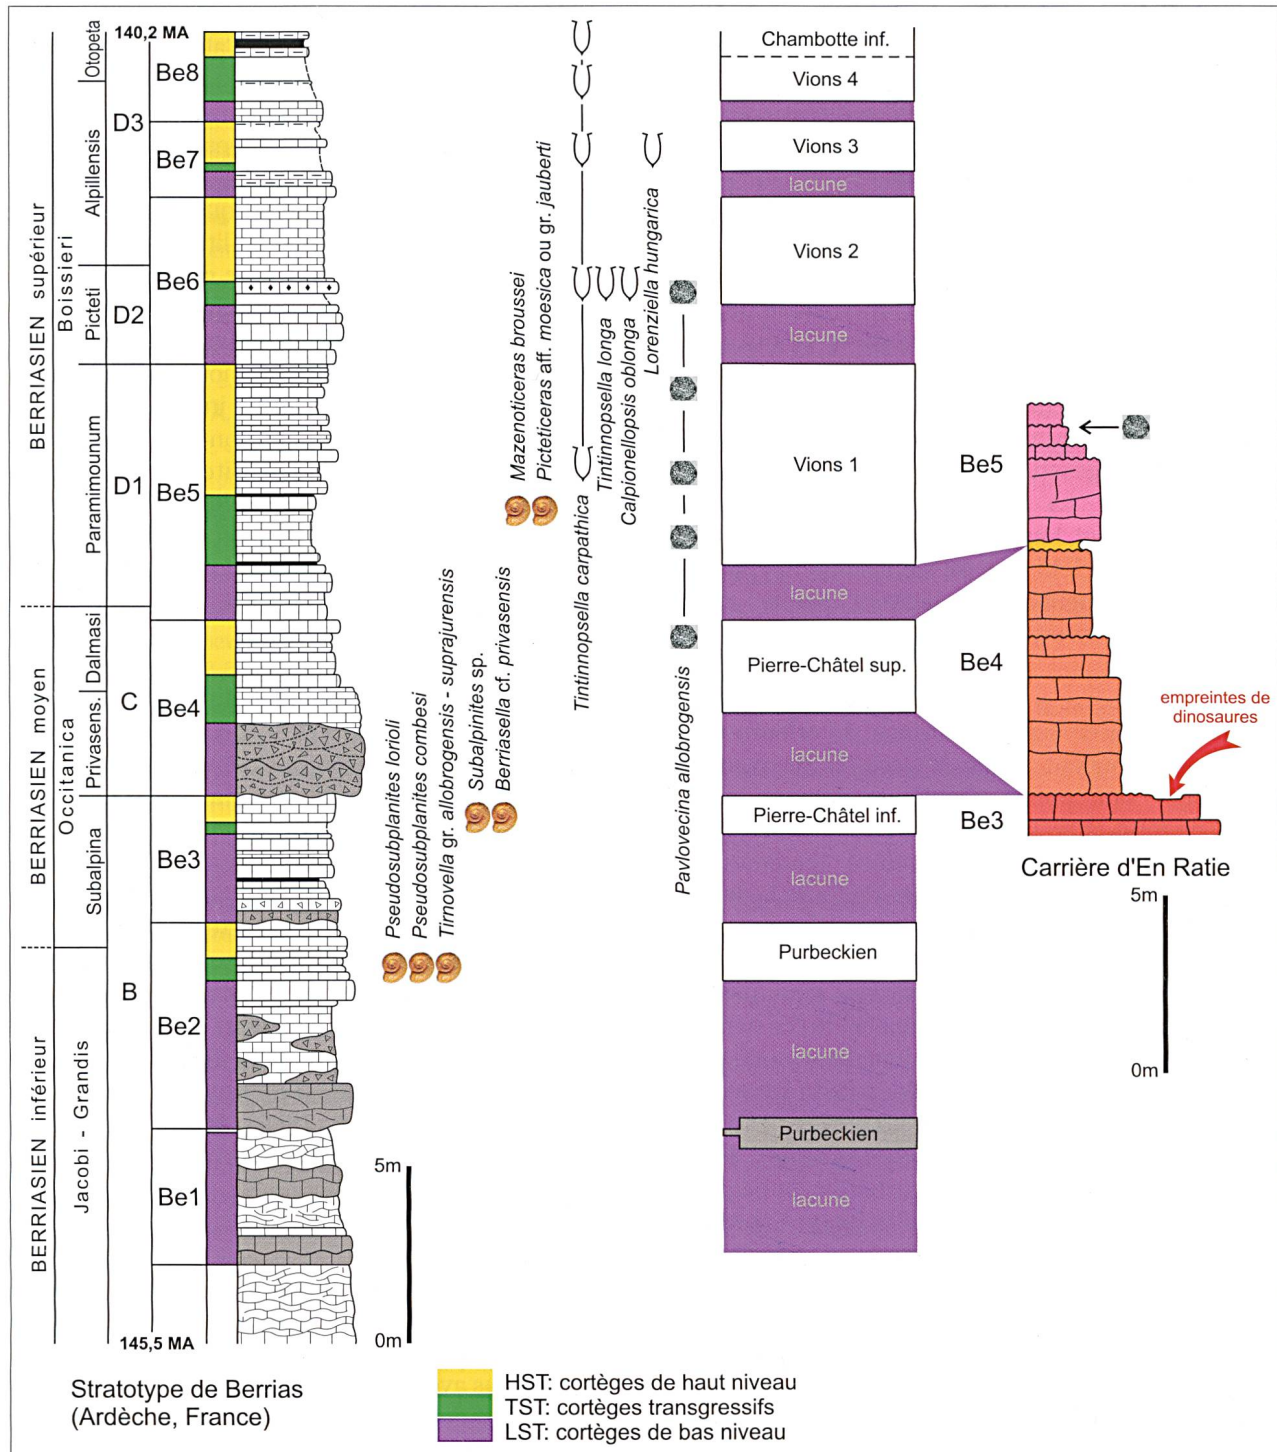 140,2 MA
BERRIASIEN supérieur
BERRIASIEN moyen
BERRIASIEN inférieur
Boissieri
Occitanica
Jacobi - Grandis
Otopeta
Alpillensis
Picteti
Paramimounum
Dalmasi
Privasens.
Subalpina
D3
D2
D1
C
B
Be8
Be7
Be6
Be5
Be4
Be3
Be2
Be1
145,5 MA
5m
0m
Pseudosubplanites lorioli
Pseudosubplanites combesi
Tirnovella gr. allobrogensis - suprajurensis
Subalpinites sp.
Berriasella cf. privasensis
Mazenoticeras broussei
Picteticeras aff. moesica ou gr. jauberti
Tintinnopsella carpathica
Tintinnopsella longa
Calpionellopsis oblonga
Lorenziella hungarica
Pavlovecina allobrogensis
Chambotte inf.
Vions 4
Vions 3
lacune
Vions 2
lacune
Vions 1
lacune
Pierre-Châtel sup.
lacune
Pierre-Châtel inf.
lacune
Purbeckien
lacune
Purbeckien
lacune
Be5
Be4
Be3
empreintes de
dinosaures
Carrière d'En Ratie
5m
0m
Stratotype de Berrias
(Ardèche, France)
HST: cortèges de haut niveau
TST: cortèges transgressifs
LST: cortèges de bas niveau